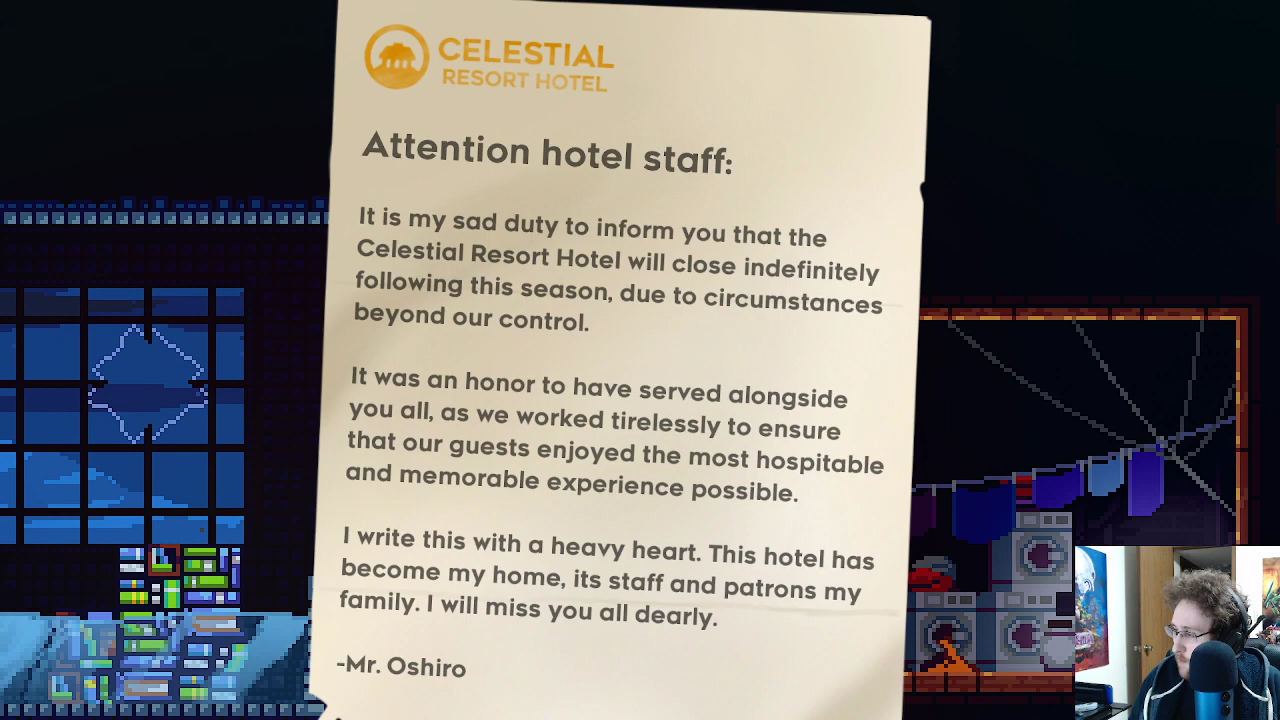 CELESTIAL
RESORT HOTEL
Attention hotel staff:
It is my sad duty to inform you that the
Celestial Resort Hotel will close indefinitely
following this season, due to circumstances
beyond our control.
It was an honor to have served alongside
you all, as we worked tirelessly to ensure
that our guests enjoyed the most hospitable
and memorable experience possible.
I write this with a heavy heart. This hotel has
become my home, its staff and patrons my
family. I will miss you all dearly.
-Mr. Oshiro